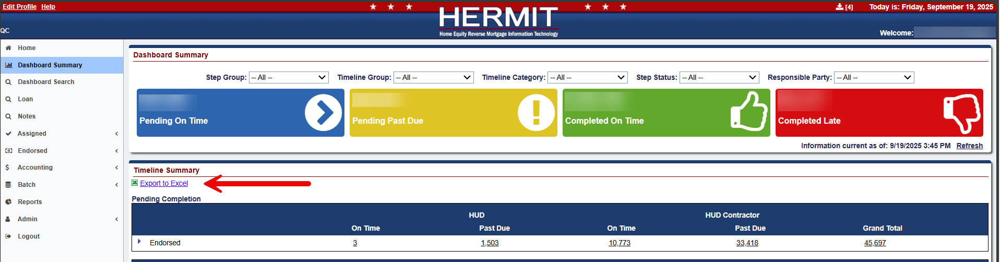 Edit Profile Help
[4] Today is: Friday, September 19, 2025
HERMIT
Home Equity Reverse Mortgage Information Technology
QC
Welcome:
Home
Dashboard Summary
Dashboard Search
Loan
Notes
Assigned
Endorsed
Accounting
Batch
Reports
Admin
Logout
Dashboard Summary
Step Group: -- All -- Timeline Group: -- All -- Timeline Category: -- All -- Step Status: -- All -- Responsible Party: -- All --
Pending On Time Pending Past Due Completed On Time Completed Late
Information current as of: 9/19/2025 3:45 PM Refresh
Timeline Summary
Export to Excel
Pending Completion
HUD HUD Contractor
On Time Past Due On Time Past Due Grand Total
Endorsed 3 1,503 10,773 33,418 45,697